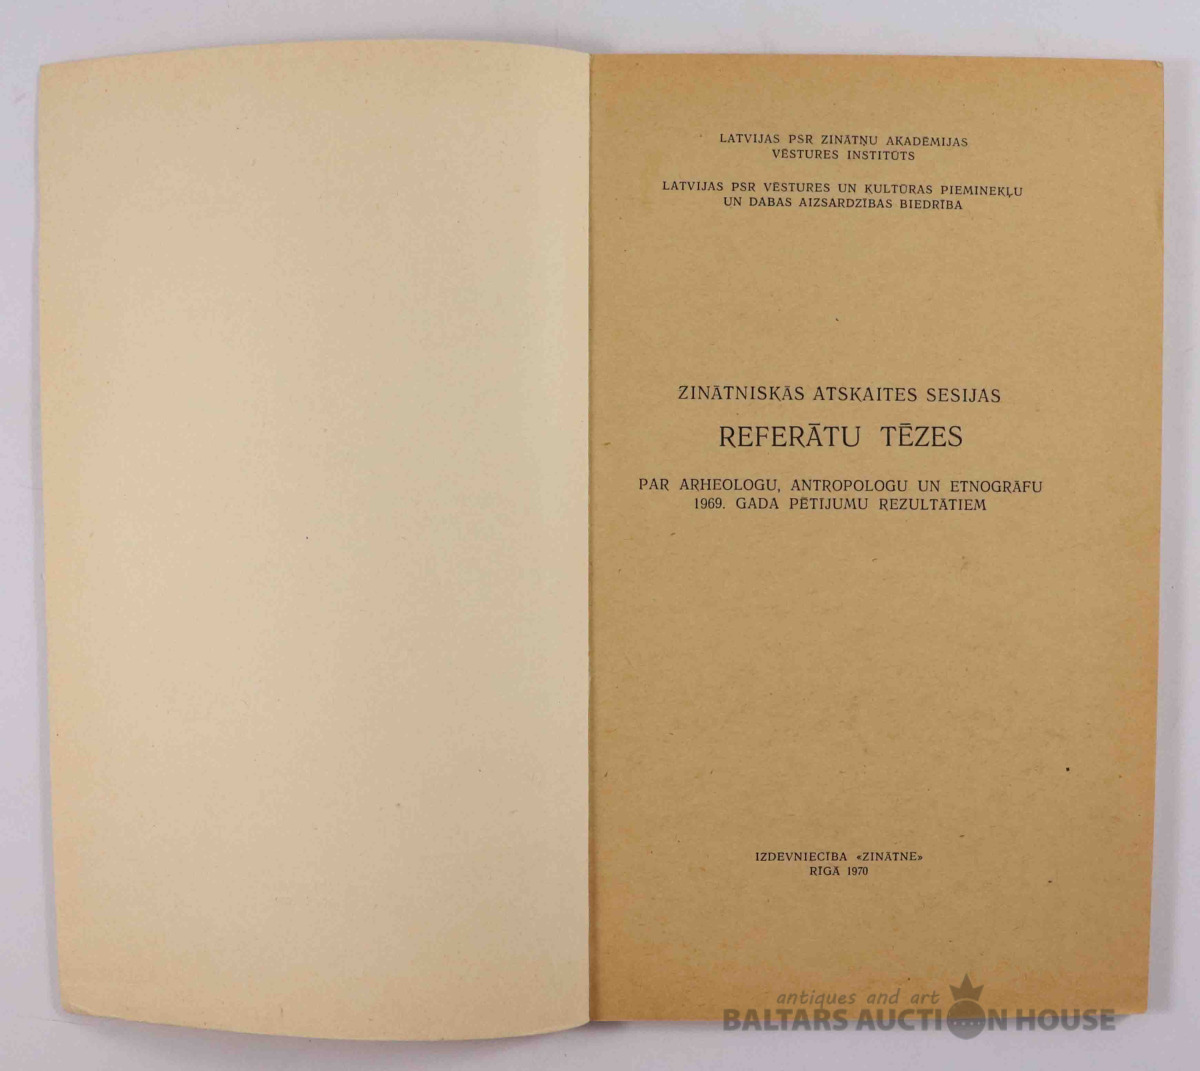 LATVIJAS PSR ZINĀTŅU AKADĒMIJAS
VĒSTURES INSTITŪTS
LATVIJAS PSR VĒSTURES UN KULTŪRAS PIEMINEKĻU
UN DABAS AIZSARDZĪBAS BIEDRĪBA
ZINĀTNISKĀS ATSKAITES SESIJAS
REFERĀTU TĒZES
PAR ARHEOLOGU, ANTROPOLOGU UN ETNOGRĀFU
1969. GADA PĒTĪJUMU REZULTĀTIEM
IZDEVNIECĪBA «ZINĀTNE»
RĪGĀ 1970
antiques and art
BALTARS AUCTION HOUSE